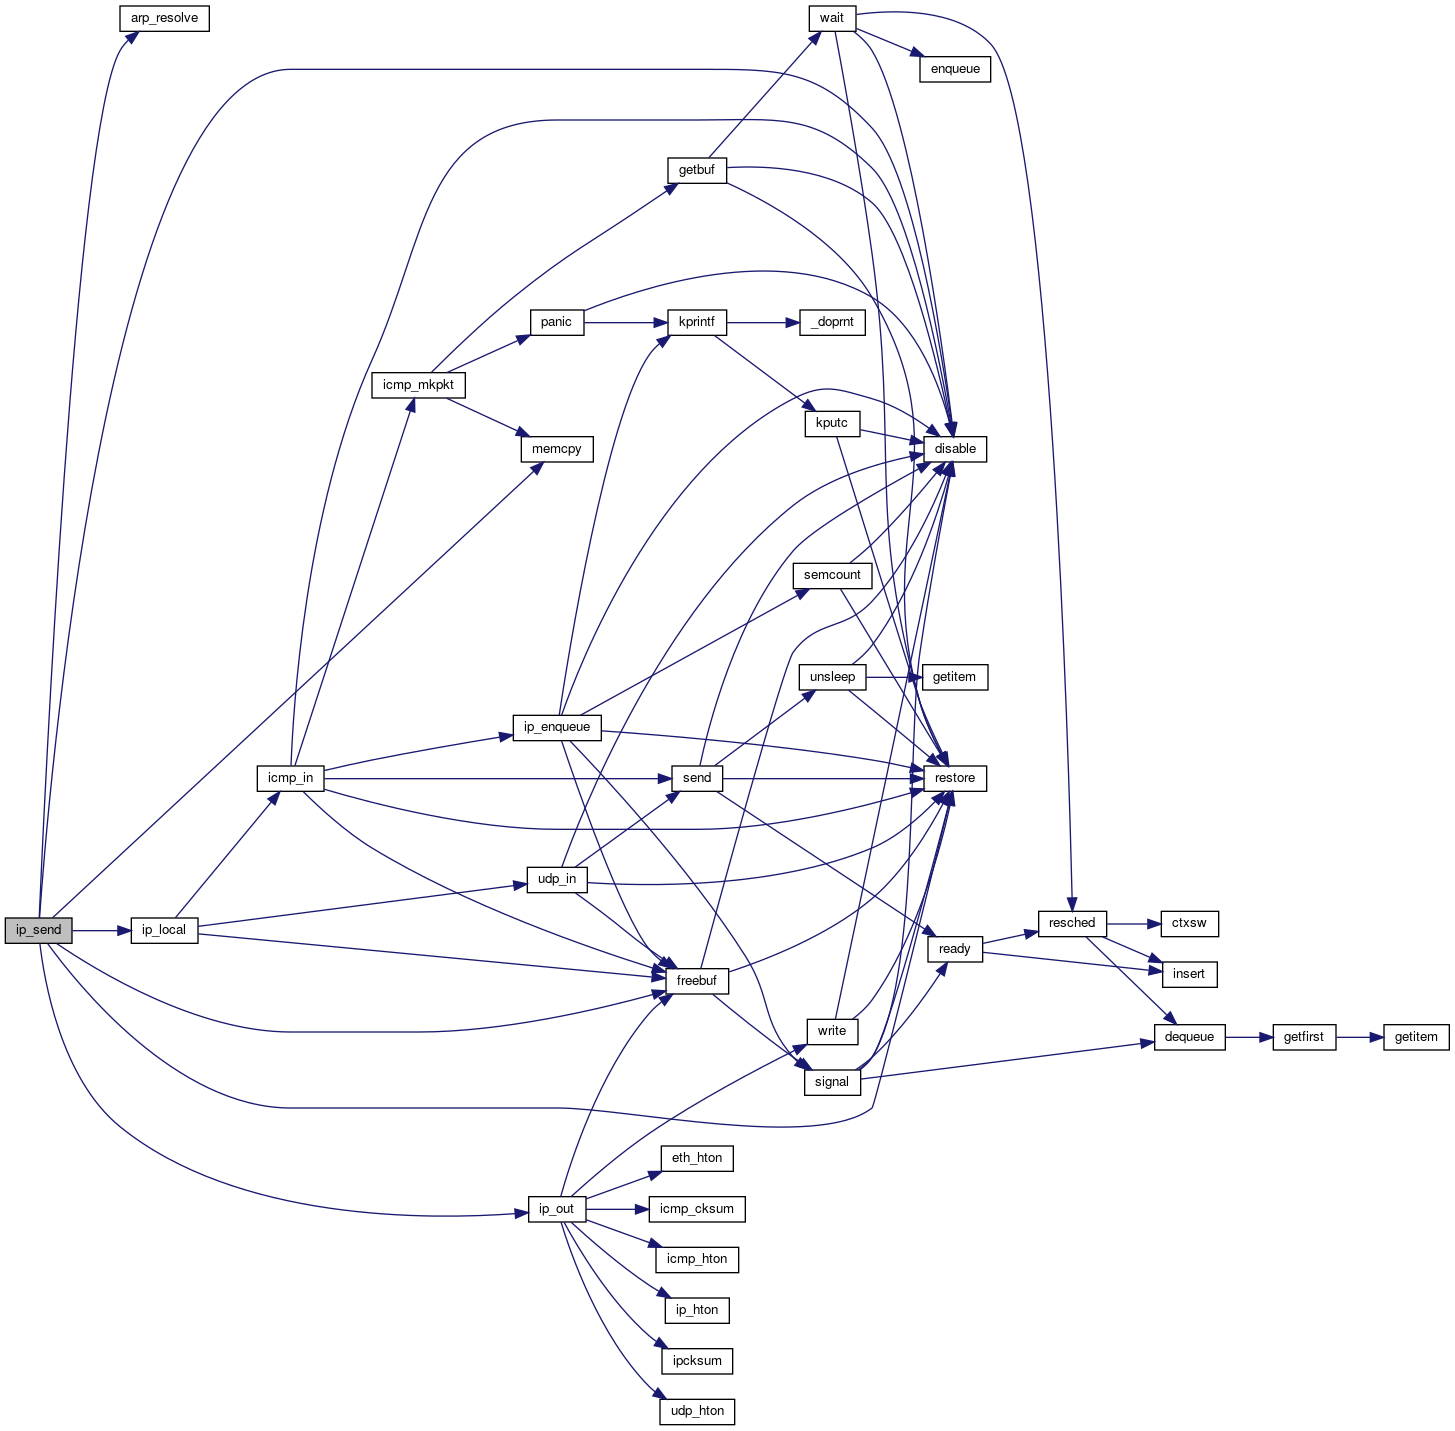 arp_resolve
wait
enqueue
getbuf
panic
kprintf
_doprnt
icmp_mkpkt
kputc
memcpy
disable
semcount
unsleep
getitem
ip_enqueue
icmp_in
send
restore
udp_in
ip_send
ip_local
resched
ctxsw
ready
freebuf
insert
write
dequeue
getfirst
getitem
signal
eth_hton
ip_out
icmp_cksum
icmp_hton
ip_hton
ipcksum
udp_hton